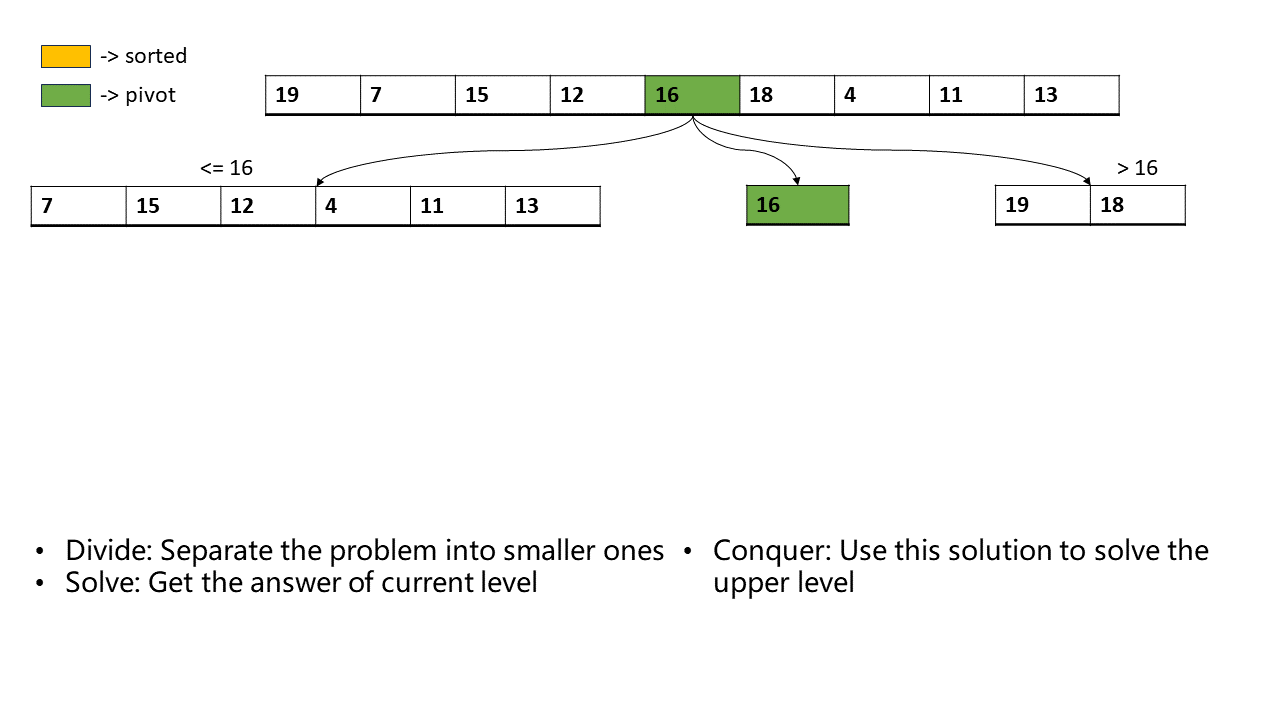 -> sorted
-> pivot
19 7 15 12 16 18 4 11 13
<= 16
> 16
7 15 12 4 11 13
16
19 18
• Divide: Separate the problem into smaller ones
• Solve: Get the answer of current level
• Conquer: Use this solution to solve the
upper level